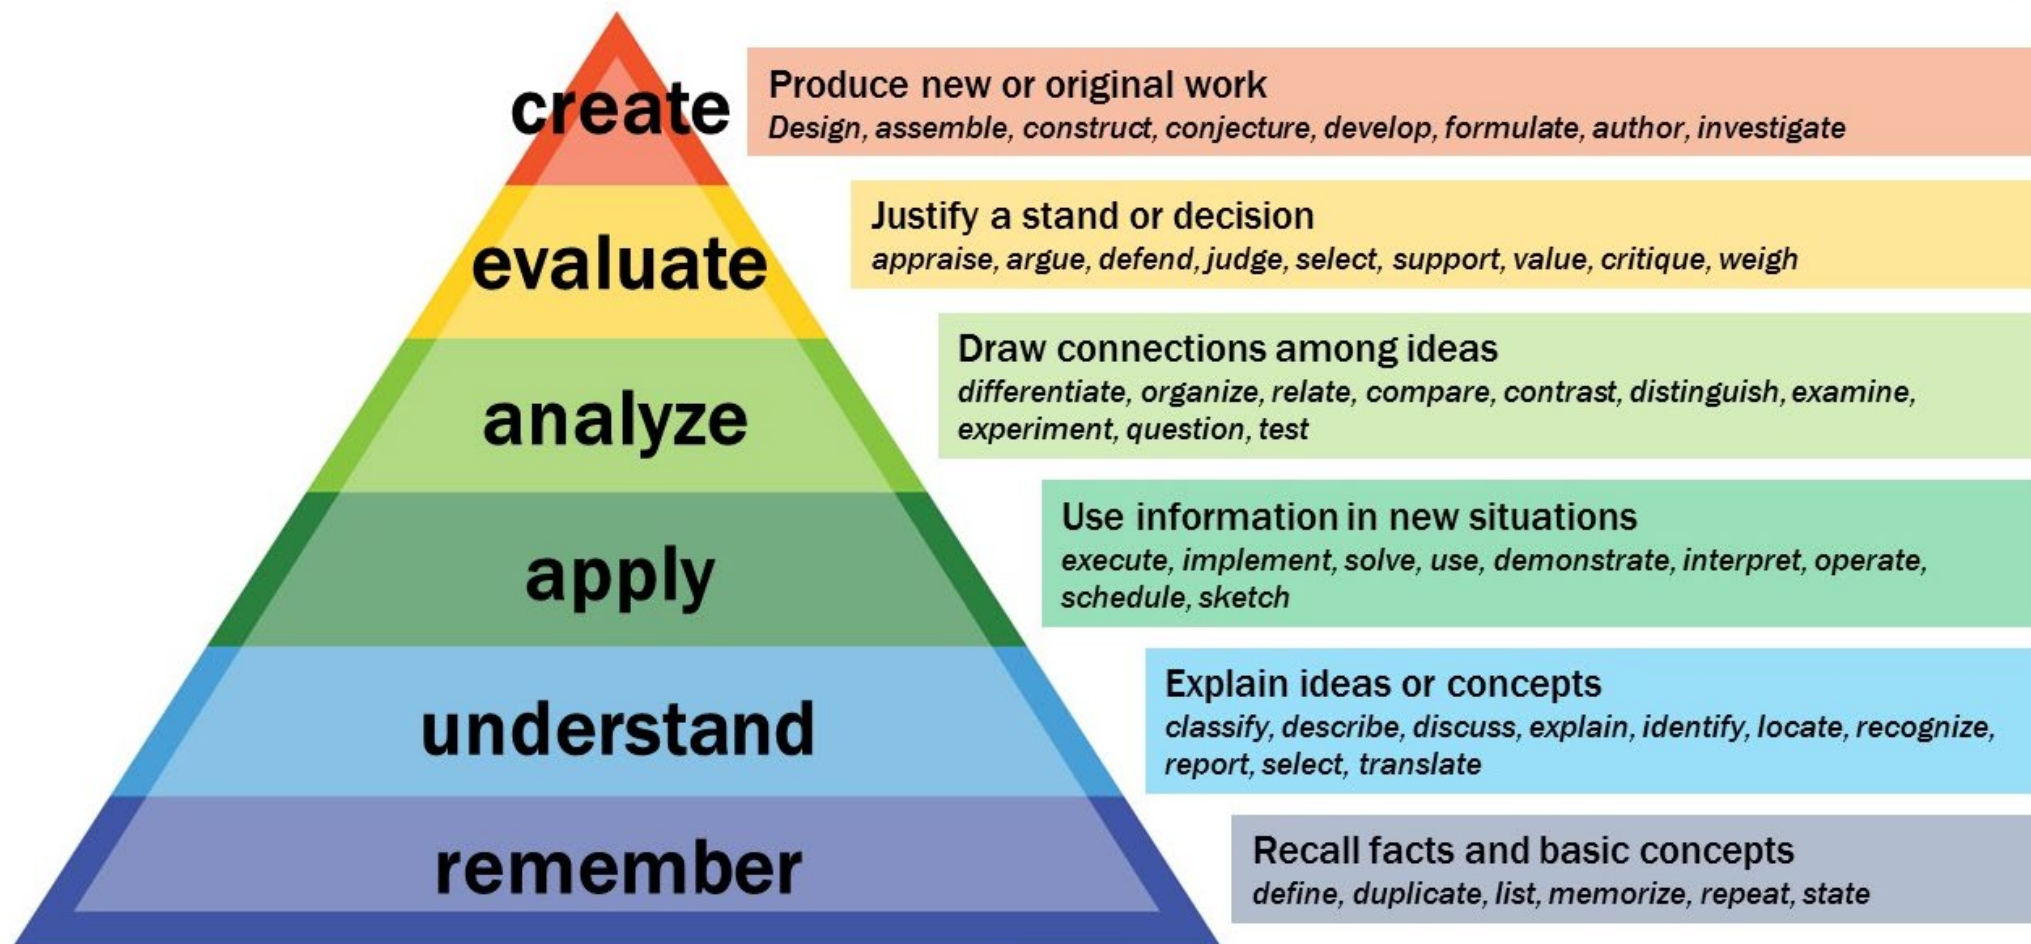 create
Produce new or original work
Design, assemble, construct, conjecture, develop, formulate, author, investigate
evaluate
Justify a stand or decision
appraise, argue, defend, judge, select, support, value, critique, weigh
analyze
Draw connections among ideas
differentiate, organize, relate, compare, contrast, distinguish, examine,
experiment, question, test
apply
Use information in new situations
execute, implement, solve, use, demonstrate, interpret, operate,
schedule, sketch
understand
Explain ideas or concepts
classify, describe, discuss, explain, identify, locate, recognize,
report, select, translate
remember
Recall facts and basic concepts
define, duplicate, list, memorize, repeat, state